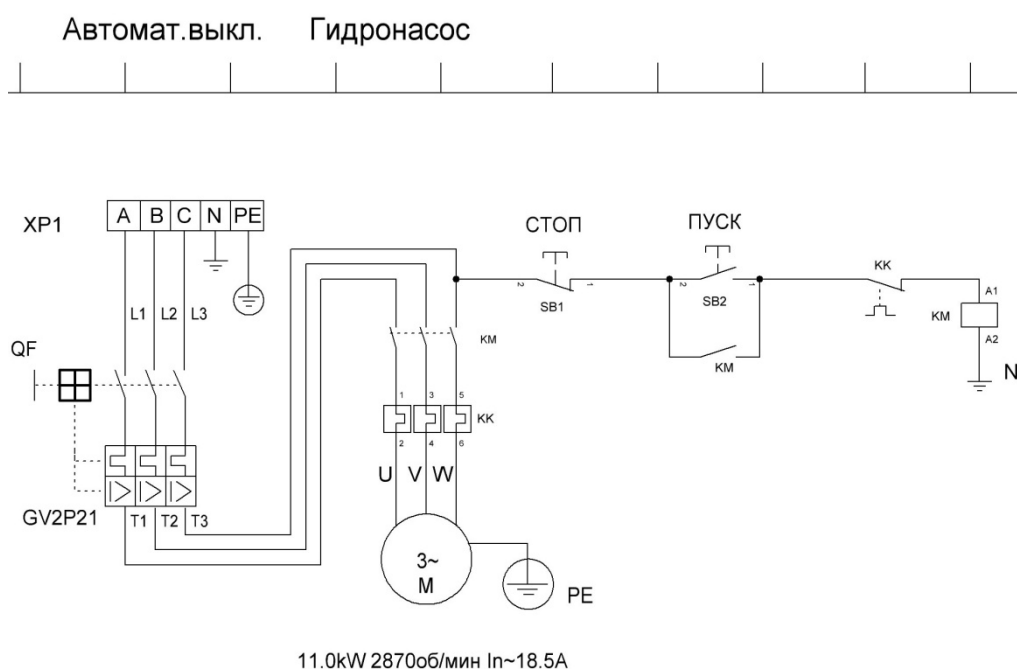 Автомат.выкл. Гидронасос
XP1 A B C N PE
СТОП ПУСК
2 1
SB1
2 1
SB2
KK
A1
KM
A2
N
KM
L1 L2 L3
QF
KM
1 3 5
KK
2 4 6
U V W
GV2P21
T1 T2 T3
3~
M
PE
11.0kW 2870об/мин In~18.5A